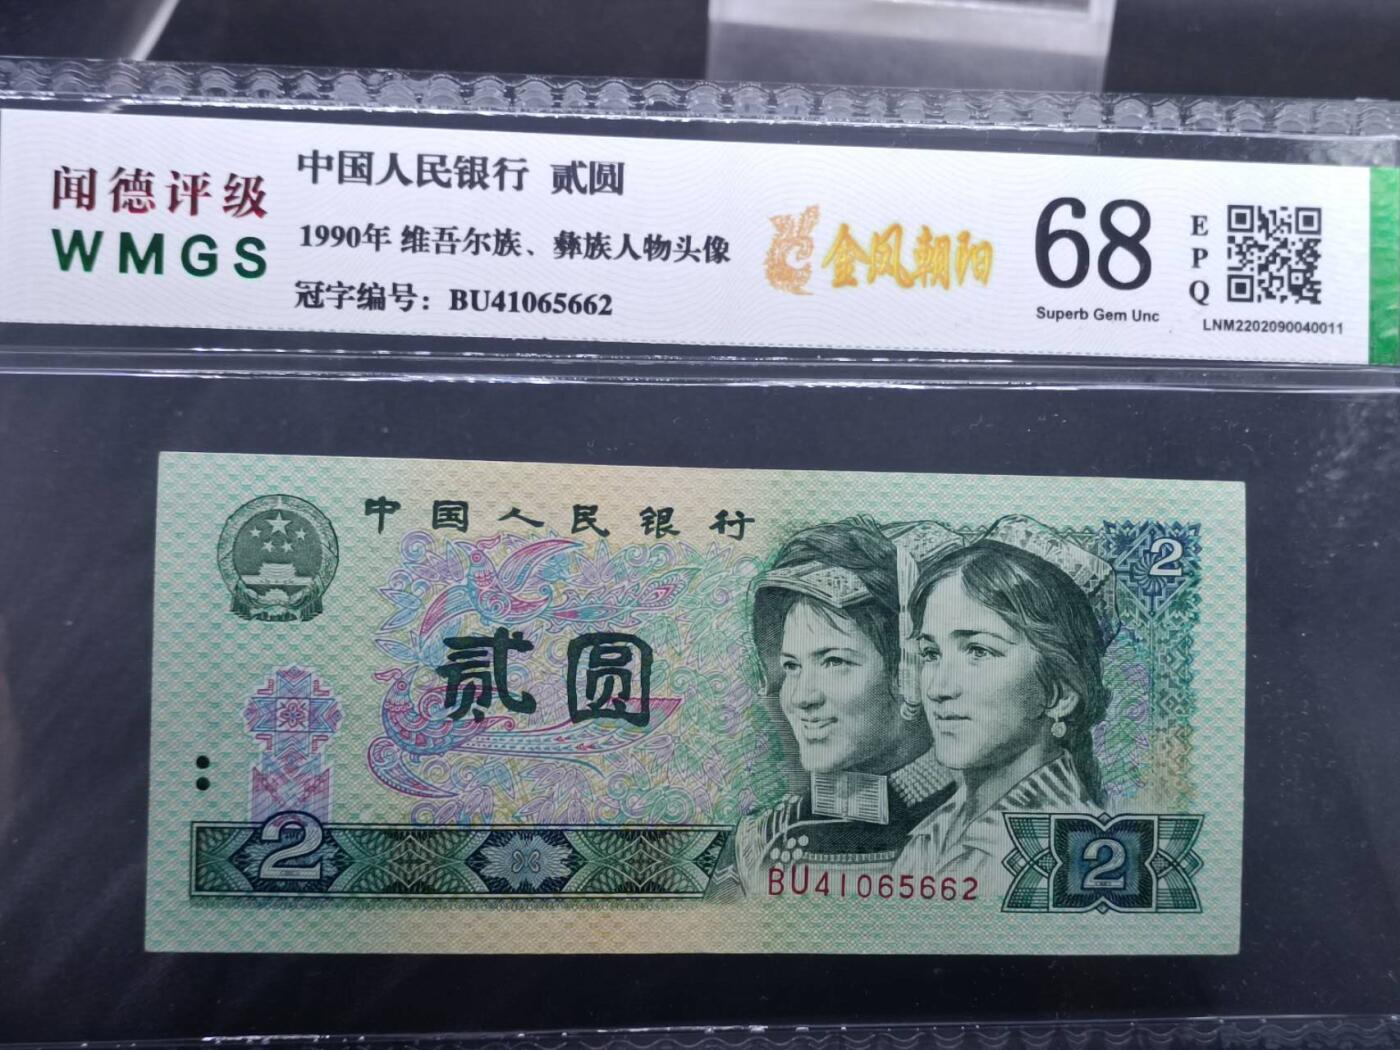 闻德评级
WMGS
中国人民银行 贰圆
1990年 维吾尔族、彝族人物头像
冠字编号：BU41065662
金凤朝阳
68
Superb Gem Unc
EPQ
LNM2202090040011
中国人民银行
贰圆
2
2
BU41065662
2